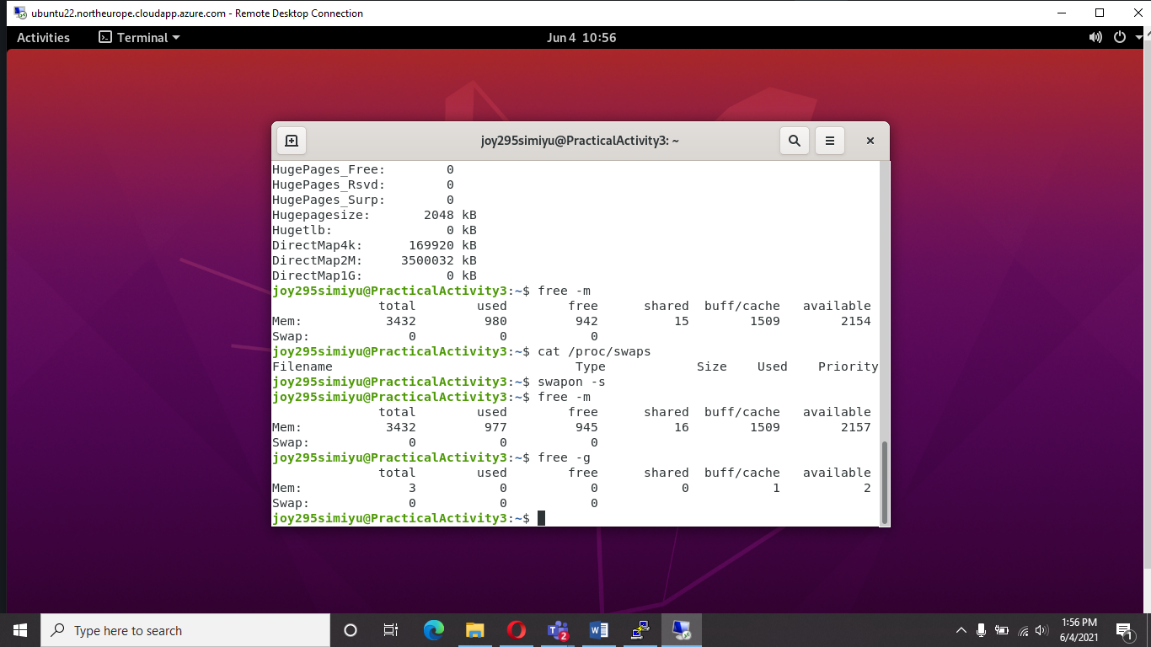 ubuntu22.northeurope.cloudapp.azure.com - Remote Desktop Connection
Activities Terminal Jun 4 10:56
joy295simiyu@PracticalActivity3: ~
HugePages_Free: 0
HugePages_Rsvd: 0
HugePages_Surp: 0
Hugepagesize: 2048 kB
Hugetlb: 0 kB
DirectMap4k: 169920 kB
DirectMap2M: 3500032 kB
DirectMap1G: 0 kB
joy295simiyu@PracticalActivity3:~$ free -m
total used free shared buff/cache available
Mem: 3432 980 942 15 1509 2154
Swap: 0 0 0
joy295simiyu@PracticalActivity3:~$ cat /proc/swaps
Filename Type Size Used Priority
joy295simiyu@PracticalActivity3:~$ swapon -s
joy295simiyu@PracticalActivity3:~$ free -m
total used free shared buff/cache available
Mem: 3432 977 945 16 1509 2157
Swap: 0 0 0
joy295simiyu@PracticalActivity3:~$ free -g
total used free shared buff/cache available
Mem: 3 0 0 0 1 2
Swap: 0 0 0
joy295simiyu@PracticalActivity3:~$
Type here to search 2 1:56 PM
6/4/2021 1